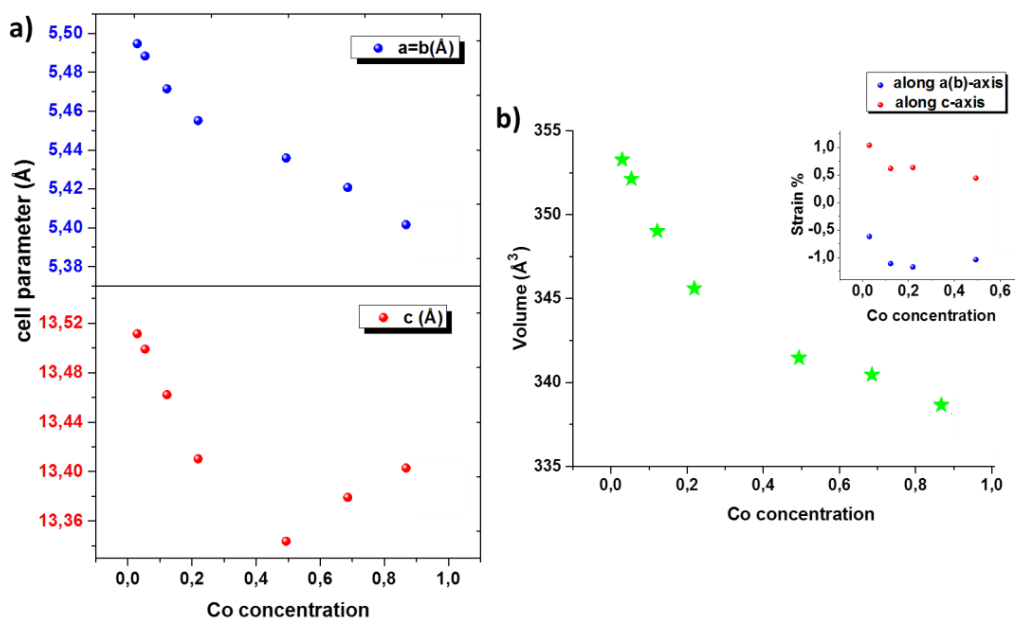 a)
cell parameter (Å)
5,50
5,48
5,46
5,44
5,42
5,40
5,38
a=b(Å)
13,52
13,48
13,44
13,40
13,36
c (Å)
0,0 0,2 0,4 0,6 0,8 1,0
Co concentration
b)
Volume (Å³)
355
350
345
340
335
0,0 0,2 0,4 0,6 0,8 1,0
Co concentration
along a(b)-axis
along c-axis
Strain %
1,0
0,5
0,0
-0,5
-1,0
0,0 0,2 0,4 0,6
Co concentration